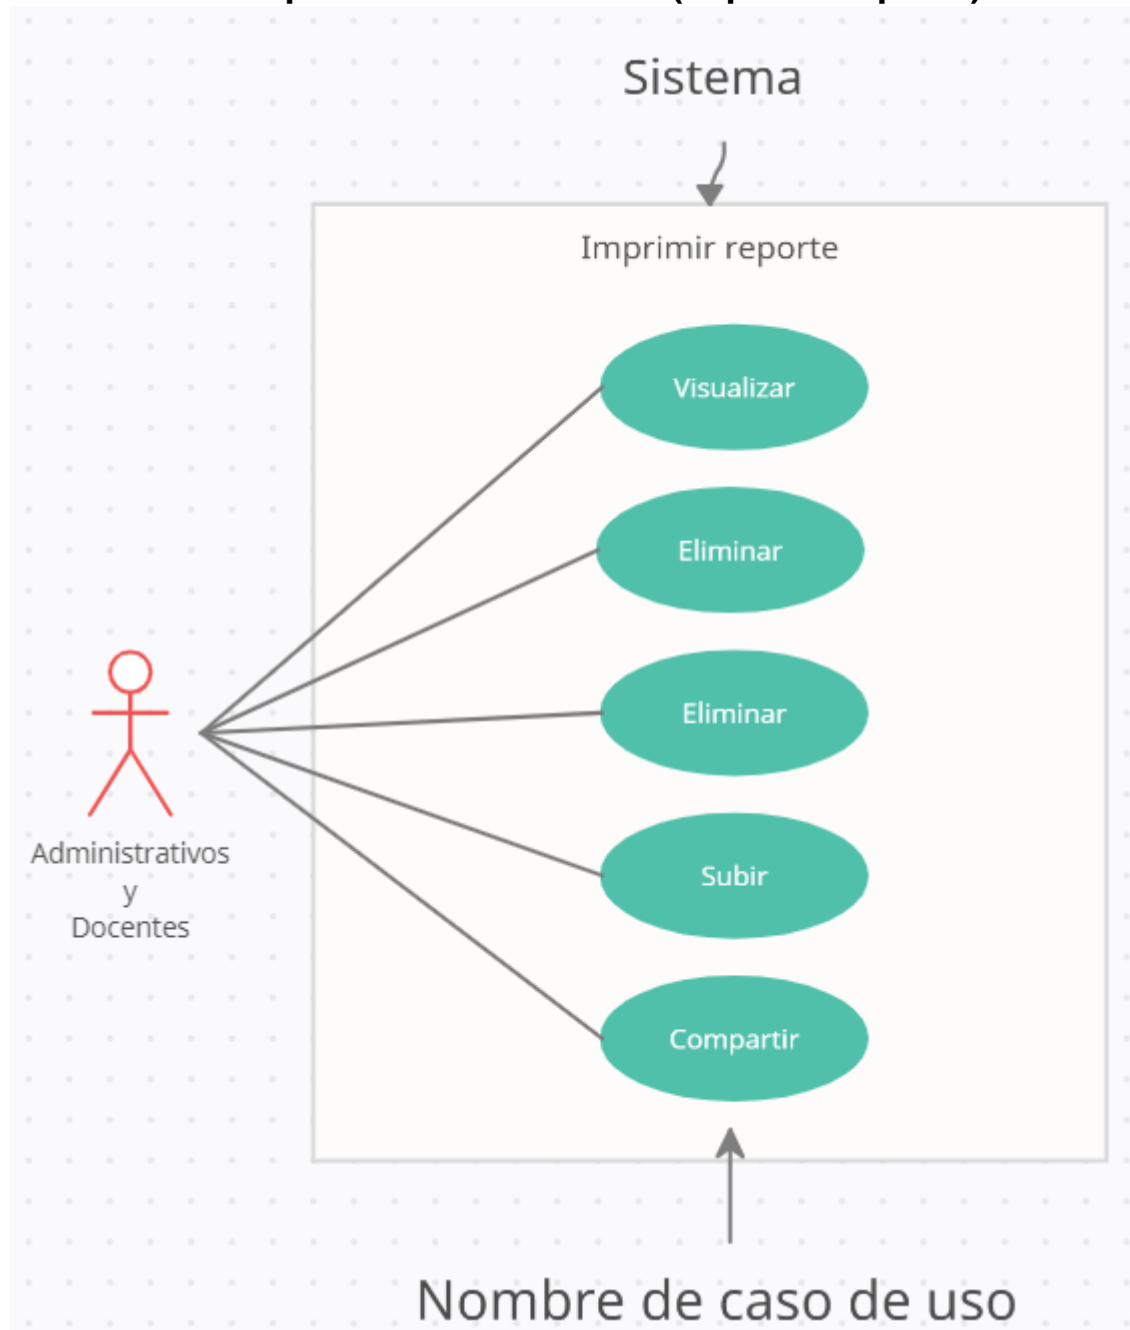 Sistema
Imprimir reporte
Visualizar
Eliminar
Eliminar
Subir
Compartir
Administrativos
y
Docentes
Nombre de caso de uso